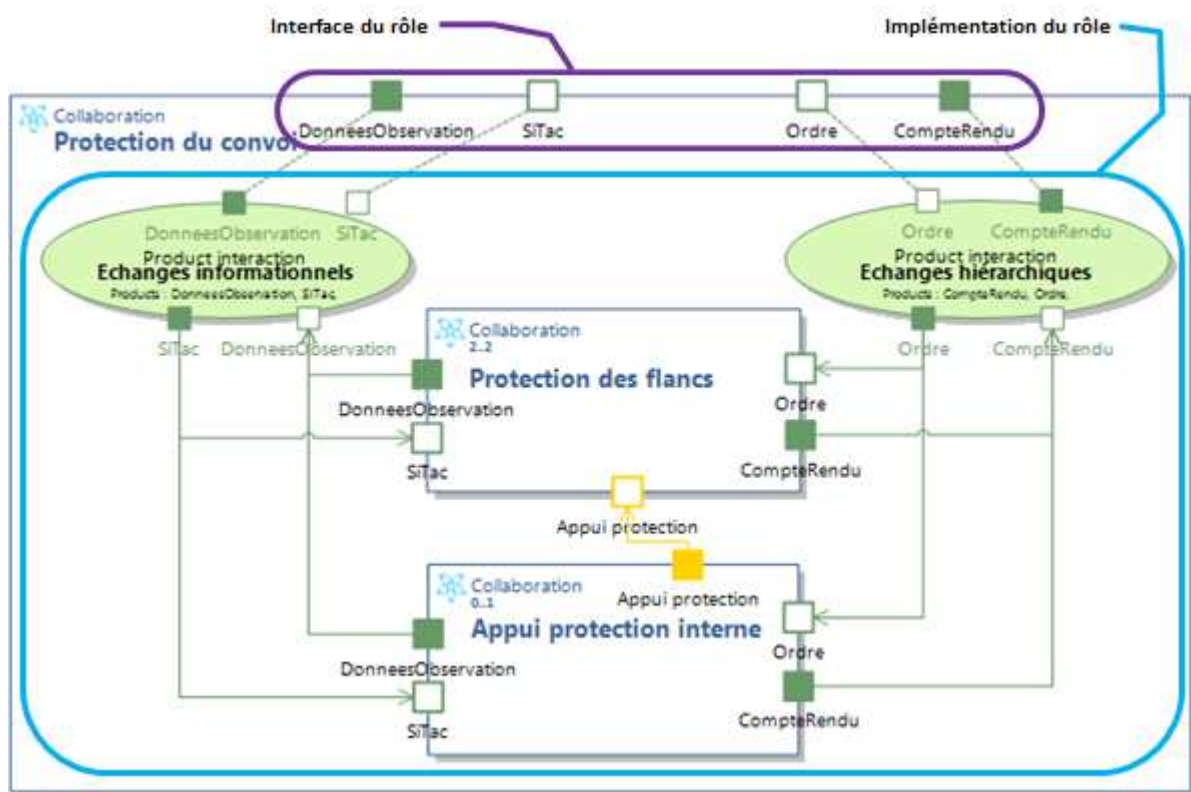 Interface du rôle
Implémentation du rôle
Collaboration
Protection du convoi
DonneesObservation
SiTac
Ordre
CompteRendu
DonneesObservation
SiTac
Product interaction
Echanges informationnels
Products : DonneesObservation, SiTac,
SiTac
DonneesObservation
Ordre
CompteRendu
Product interaction
Echanges hiérarchiques
Products : CompteRendu, Ordre,
Ordre
CompteRendu
Collaboration
2..2
Protection des flancs
DonneesObservation
SiTac
Ordre
CompteRendu
Appui protection
Collaboration
0..1
Appui protection
Appui protection interne
DonneesObservation
SiTac
Ordre
CompteRendu